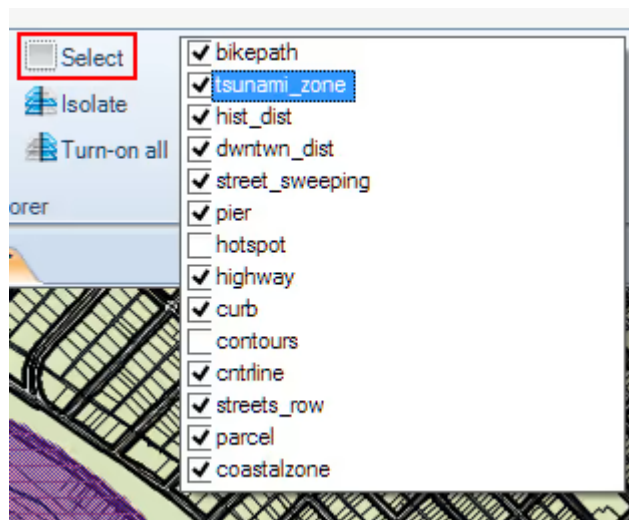 Select
Isolate
Turn-on all
orer
bikepath
tsunami_zone
hist_dist
dwntwn_dist
street_sweeping
pier
hotspot
highway
curb
contours
cntrline
streets_row
parcel
coastalzone